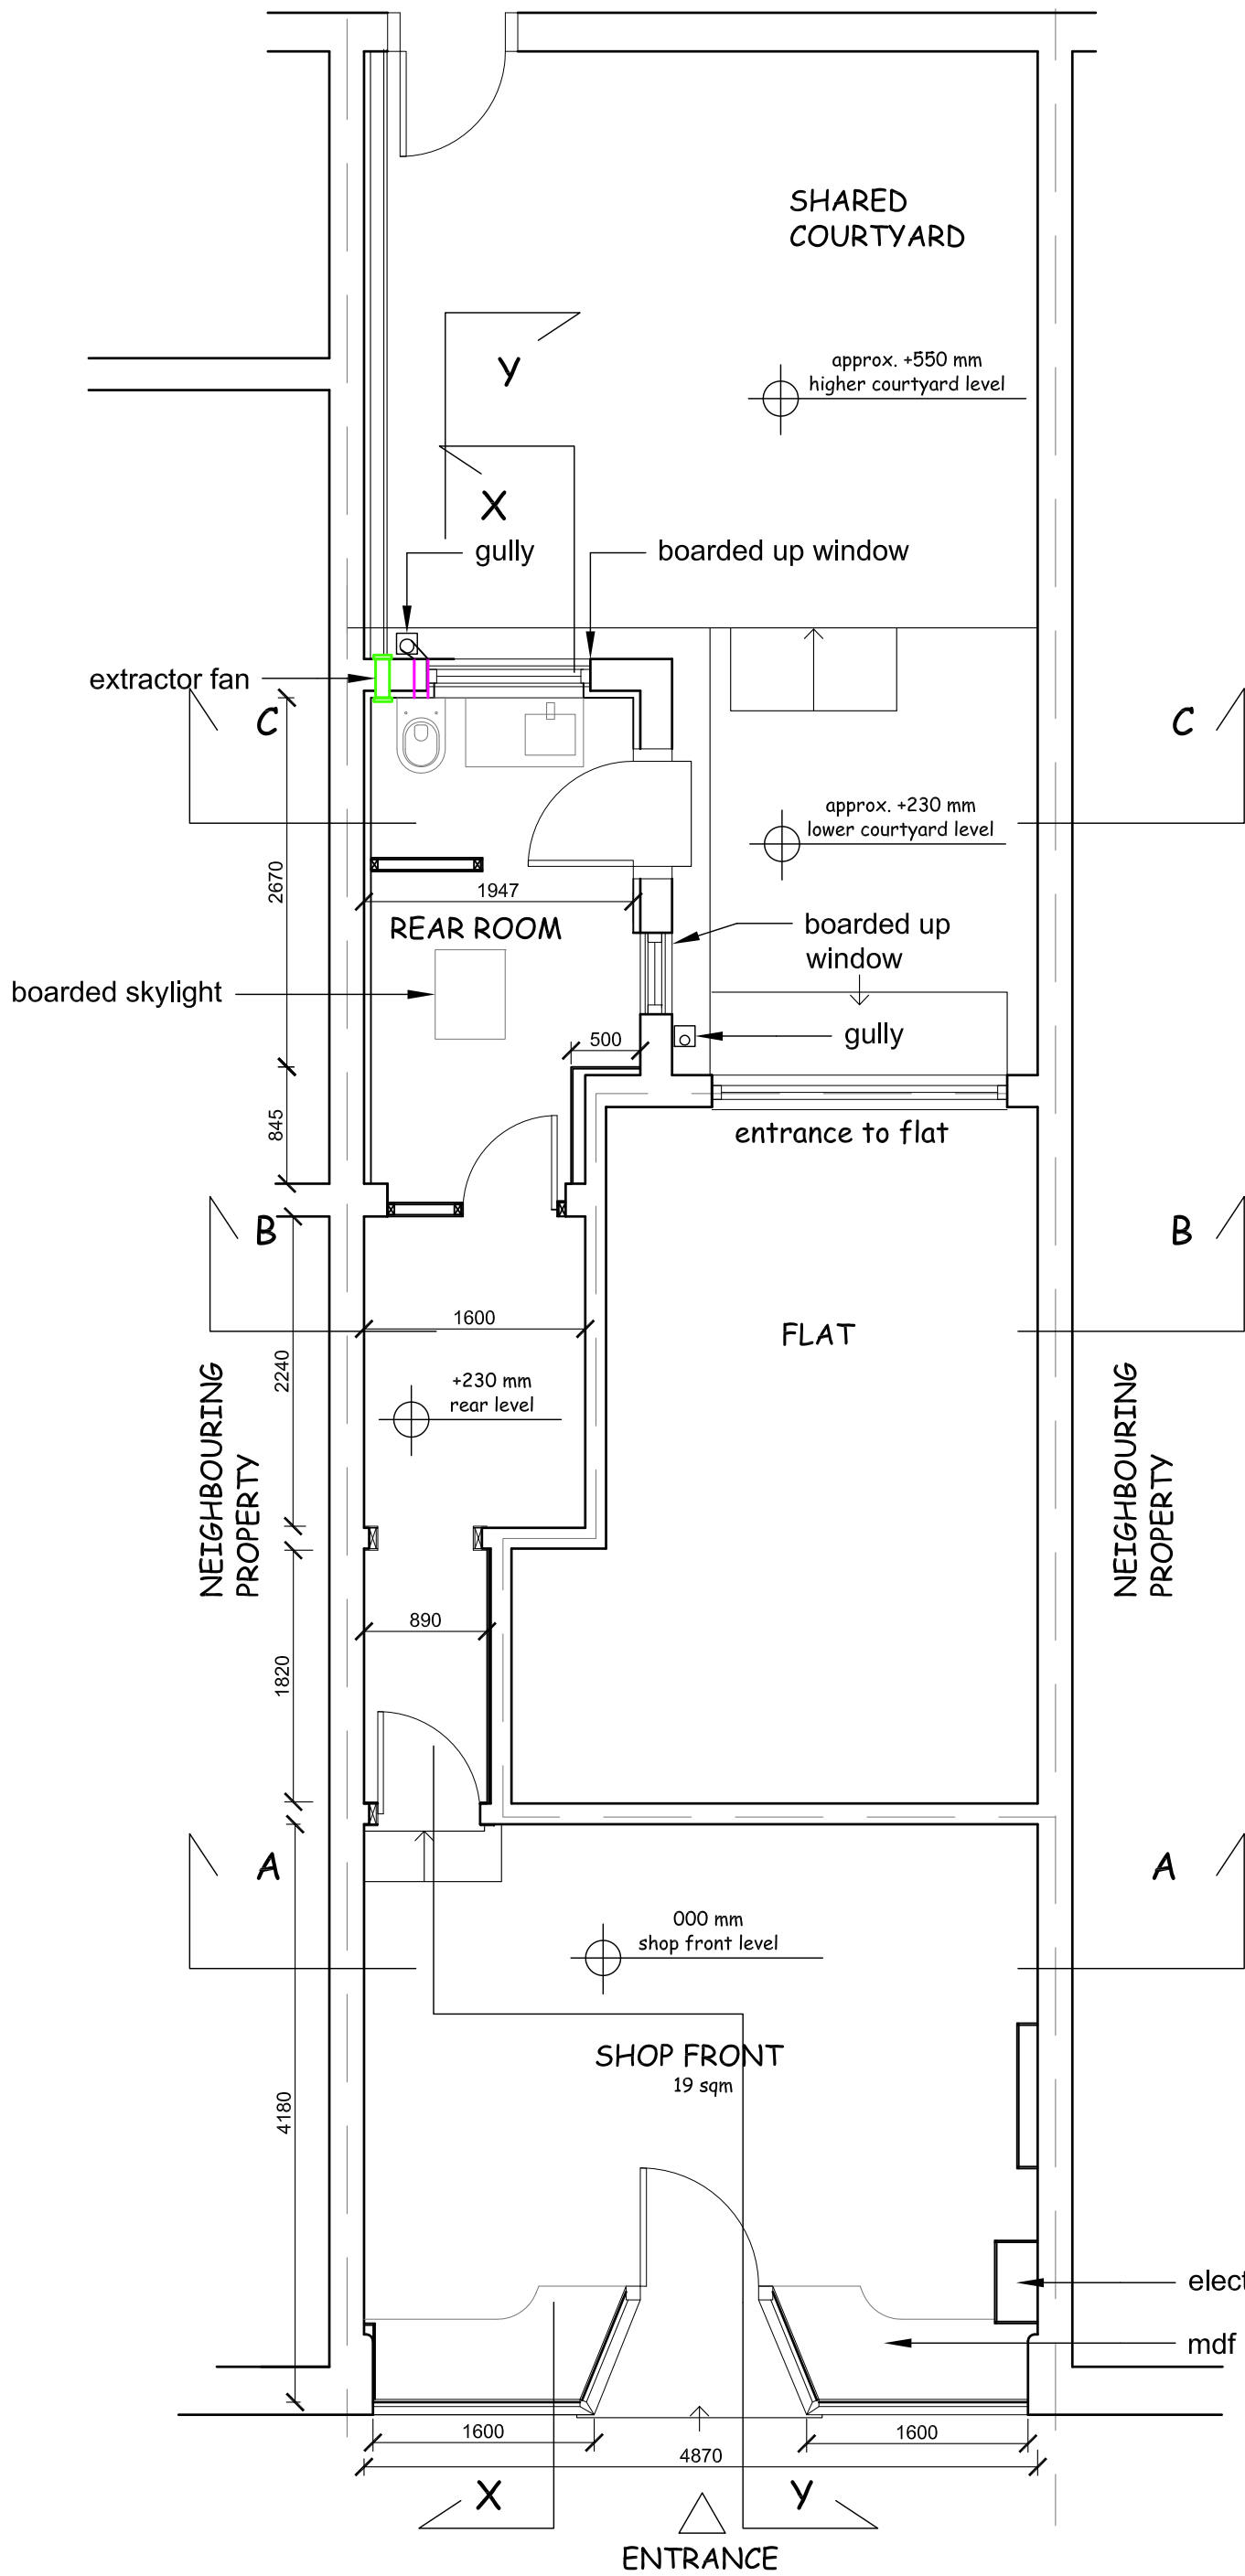 SHARED
COURTYARD
approx. +550 mm
higher courtyard level
Y
X
gully
boarded up window
extractor fan
C
C
approx. +230 mm
lower courtyard level
2670
1947
REAR ROOM
boarded up
window
boarded skylight
gully
500
845
entrance to flat
B
B
1600
FLAT
2240
+230 mm
rear level
NEIGHBOURING
PROPERTY
NEIGHBOURING
PROPERTY
890
1820
A
A
000 mm
shop front level
SHOP FRONT
19 sqm
4180
elect
mdf
1600
1600
4870
X
Y
ENTRANCE